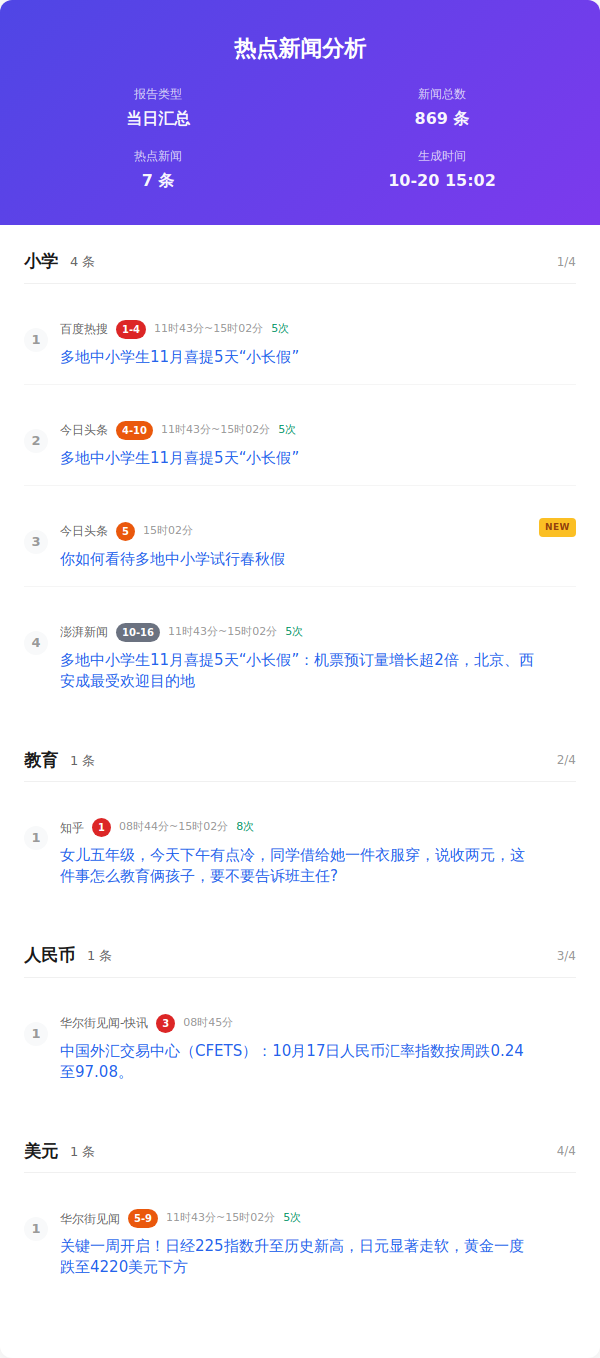 热点新闻分析
报告类型
当日汇总
新闻总数
869 条
热点新闻
7 条
生成时间
10-20 15:02
小学 4 条 1/4
1
百度热搜 1-4 11时43分~15时02分 5次
多地中小学生11月喜提5天“小长假”
2
今日头条 4-10 11时43分~15时02分 5次
多地中小学生11月喜提5天“小长假”
3
今日头条 5 15时02分 NEW
你如何看待多地中小学试行春秋假
4
澎湃新闻 10-16 11时43分~15时02分 5次
多地中小学生11月喜提5天“小长假”：机票预订量增长超2倍，北京、西
安成最受欢迎目的地
教育 1 条 2/4
1
知乎 1 08时44分~15时02分 8次
女儿五年级，今天下午有点冷，同学借给她一件衣服穿，说收两元，这
件事怎么教育俩孩子，要不要告诉班主任?
人民币 1 条 3/4
1
华尔街见闻-快讯 3 08时45分
中国外汇交易中心（CFETS）：10月17日人民币汇率指数按周跌0.24
至97.08。
美元 1 条 4/4
1
华尔街见闻 5-9 11时43分~15时02分 5次
关键一周开启！日经225指数升至历史新高，日元显著走软，黄金一度
跌至4220美元下方